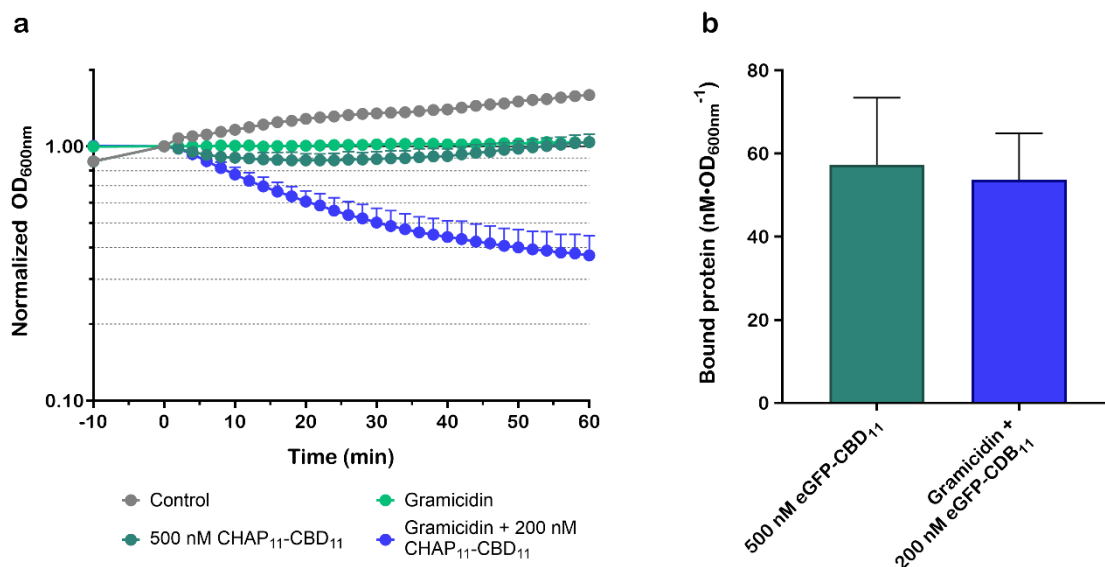 a
Normalized OD600nm
1.00
0.10
-10
0
10
20
30
40
50
60
Time (min)
Control
Gramicidin
500 nM CHAP11-CBD11
Gramicidin + 200 nM
CHAP11-CBD11
b
Bound protein (nM•OD600nm-1)
80
60
40
20
0
500 nM eGFP-CBD11
Gramicidin +
200 nM eGFP-CDB11